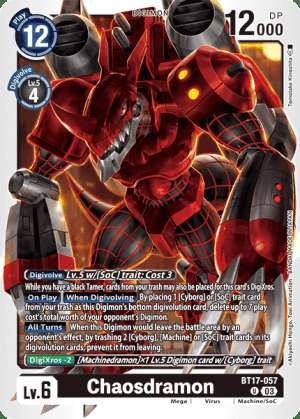 Play
12
DIGIMON
12000
DP
Digivolve
Lv.5
4
Digivolve Lv.5 w/[SoC] trait: Cost 3
While you have a black Tamer, cards from your trash may also be placed for this card's DigiXros.
On Play When Digivolving By placing 1 [Cyborg] or [SoC] trait
card from your trash as this Digimon's bottom digivolution card, delete up to 7 play
cost's total worth of your opponent's Digimon.
All Turns When this Digimon would leave the battle area by an
opponent's effect, by trashing 2 [Cyborg], [Machine] or [SoC] trait cards in its
digivolution cards, prevent it from leaving.
DigiXros -2 [Machinedramon]×1 Lv.5 Digimon card w/[Cyborg] trait
Lv.6
Chaosdramon
BT17-057
U 03
Mega Virus Machine/SoC